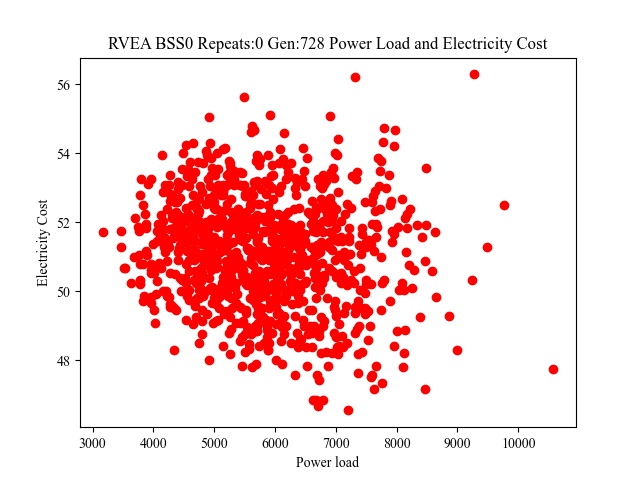 RVEA BSS0 Repeats:0 Gen:728 Power Load and Electricity Cost
56
54
52
50
48
Electricity Cost
3000 4000 5000 6000 7000 8000 9000 10000
Power load